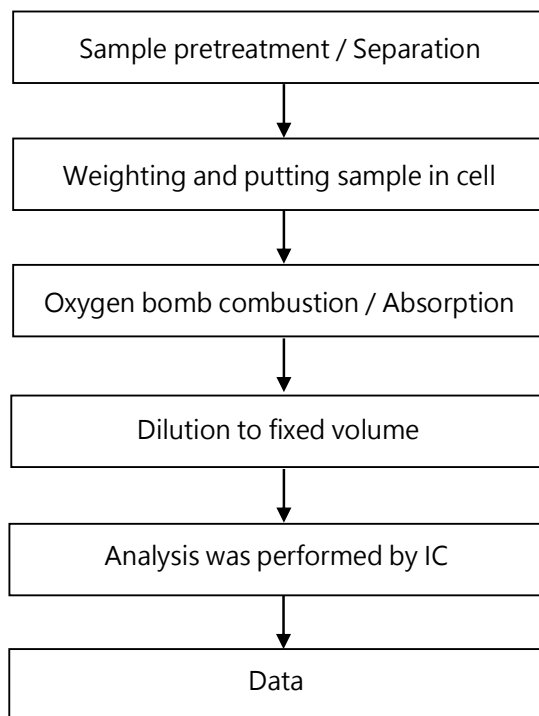 Sample pretreatment / Separation
Weighting and putting sample in cell
Oxygen bomb combustion / Absorption
Dilution to fixed volume
Analysis was performed by IC
Data